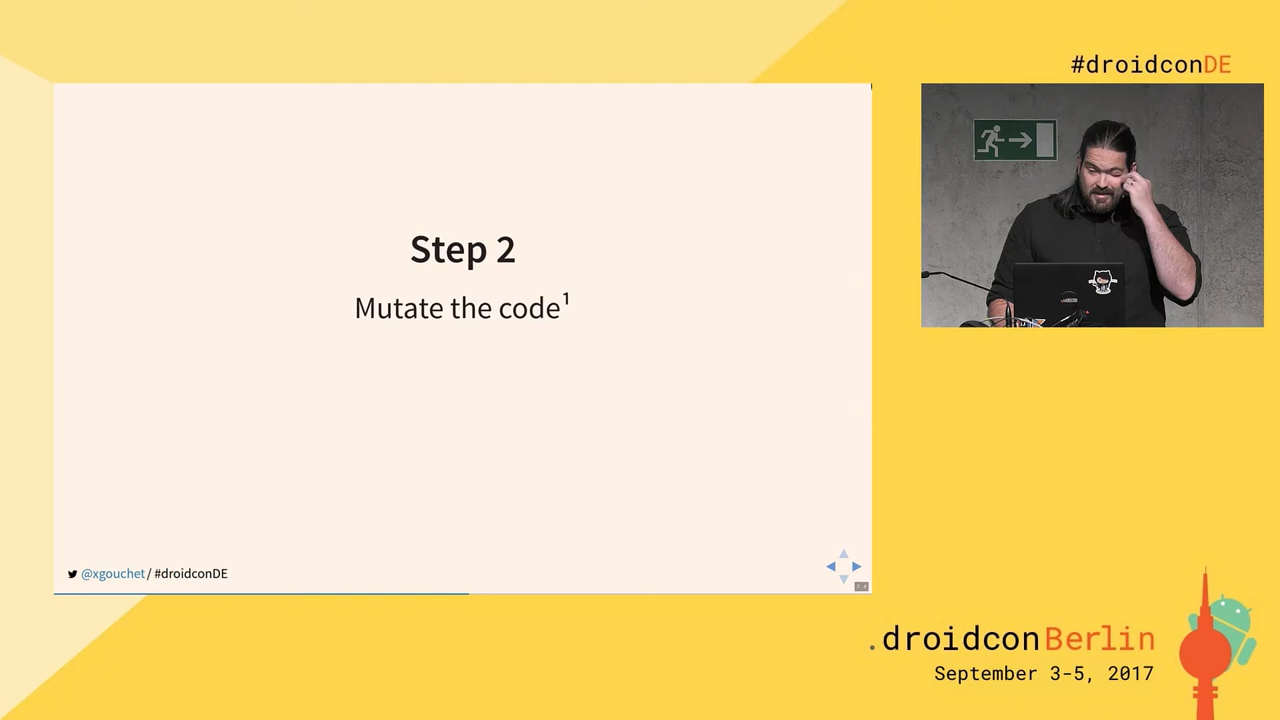 #droidconDE
Step 2
Mutate the code¹
@xgouchet / #droidconDE
.droidconBerlin
September 3-5, 2017